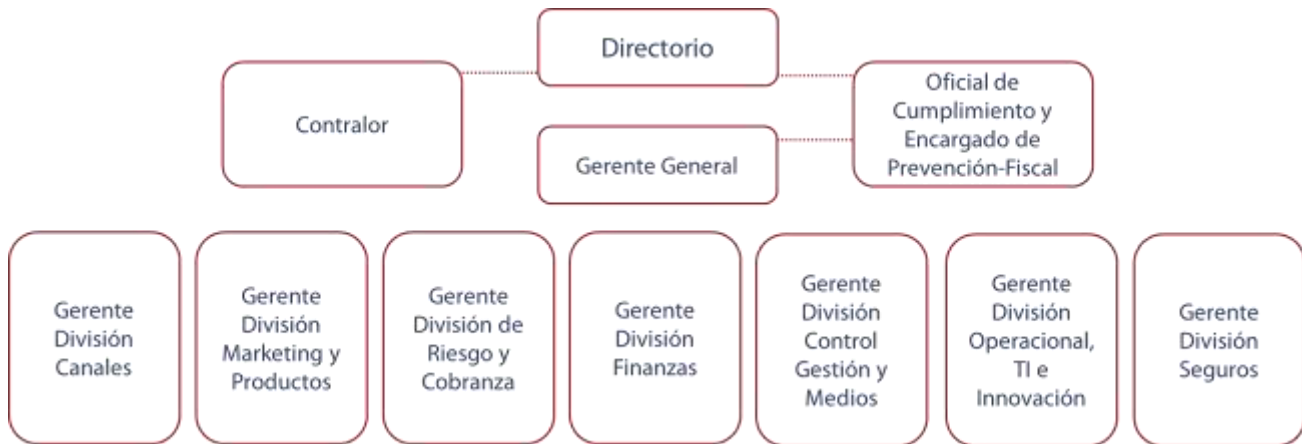 Directorio
Contralor
Oficial de
Cumplimiento y
Encargado de
Prevención-Fiscal
Gerente General
Gerente
División
Canales
Gerente
División
Marketing y
Productos
Gerente
División de
Riesgo y
Cobranza
Gerente
División
Finanzas
Gerente
División
Control
Gestión y
Medios
Gerente
División
Operacional,
TI e
Innovación
Gerente
División
Seguros